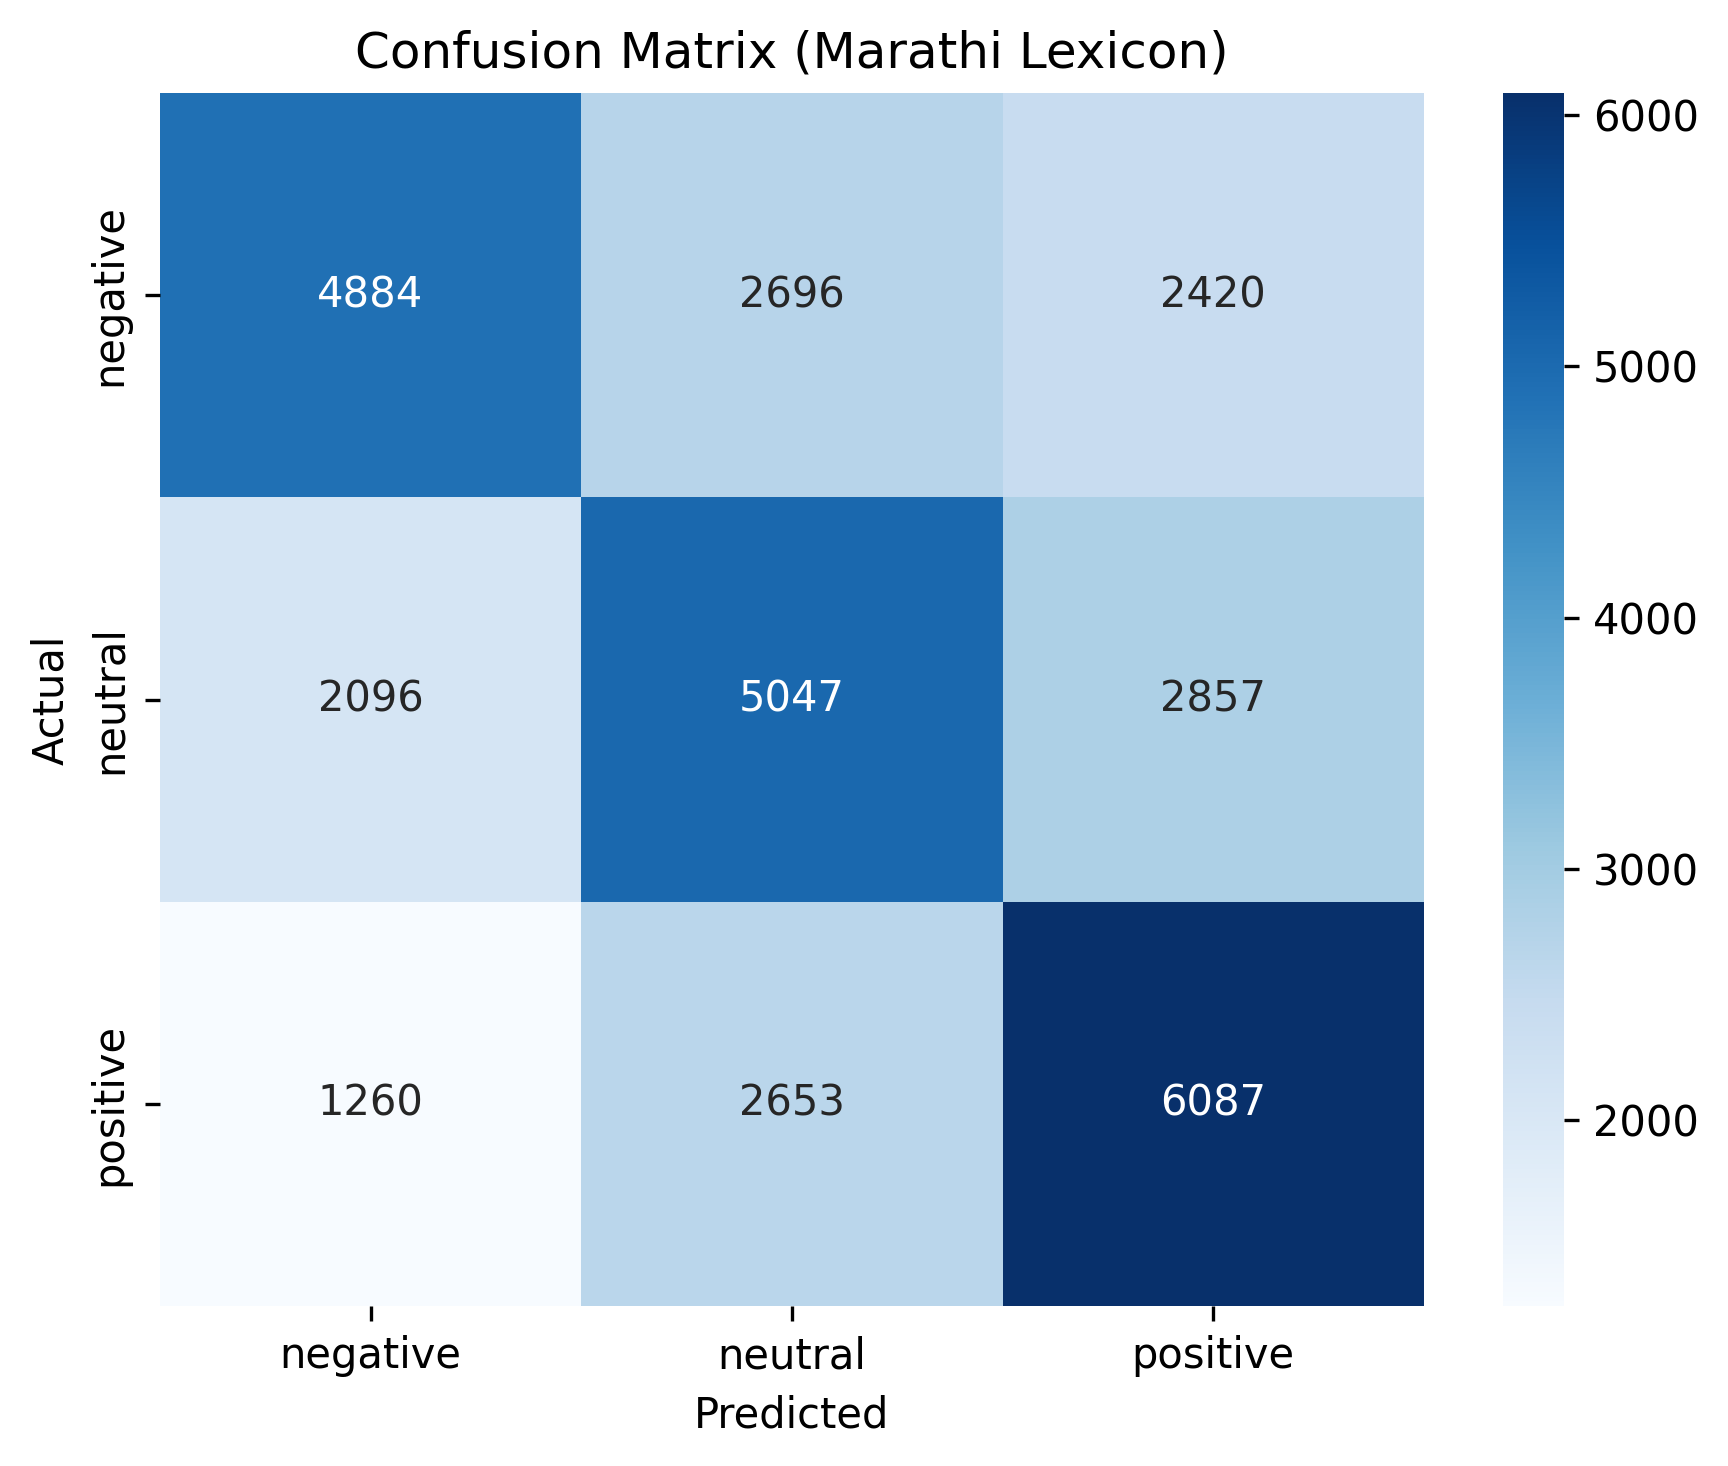 Confusion Matrix (Marathi Lexicon)
Actual
negative
4884 2696 2420
neutral
2096 5047 2857
positive
1260 2653 6087
negative neutral positive
Predicted
6000
5000
4000
3000
2000